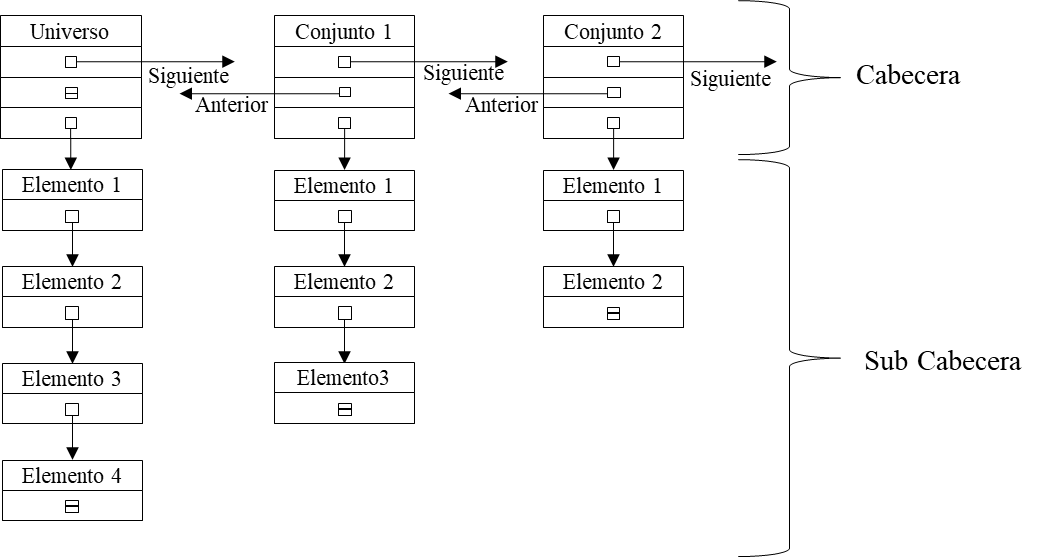 Universo
Conjunto 1
Conjunto 2
Siguiente
Siguiente
Siguiente
Cabecera
Anterior
Anterior
Elemento 1
Elemento 1
Elemento 1
Elemento 2
Elemento 2
Elemento 2
Sub Cabecera
Elemento 3
Elemento3
Elemento 4